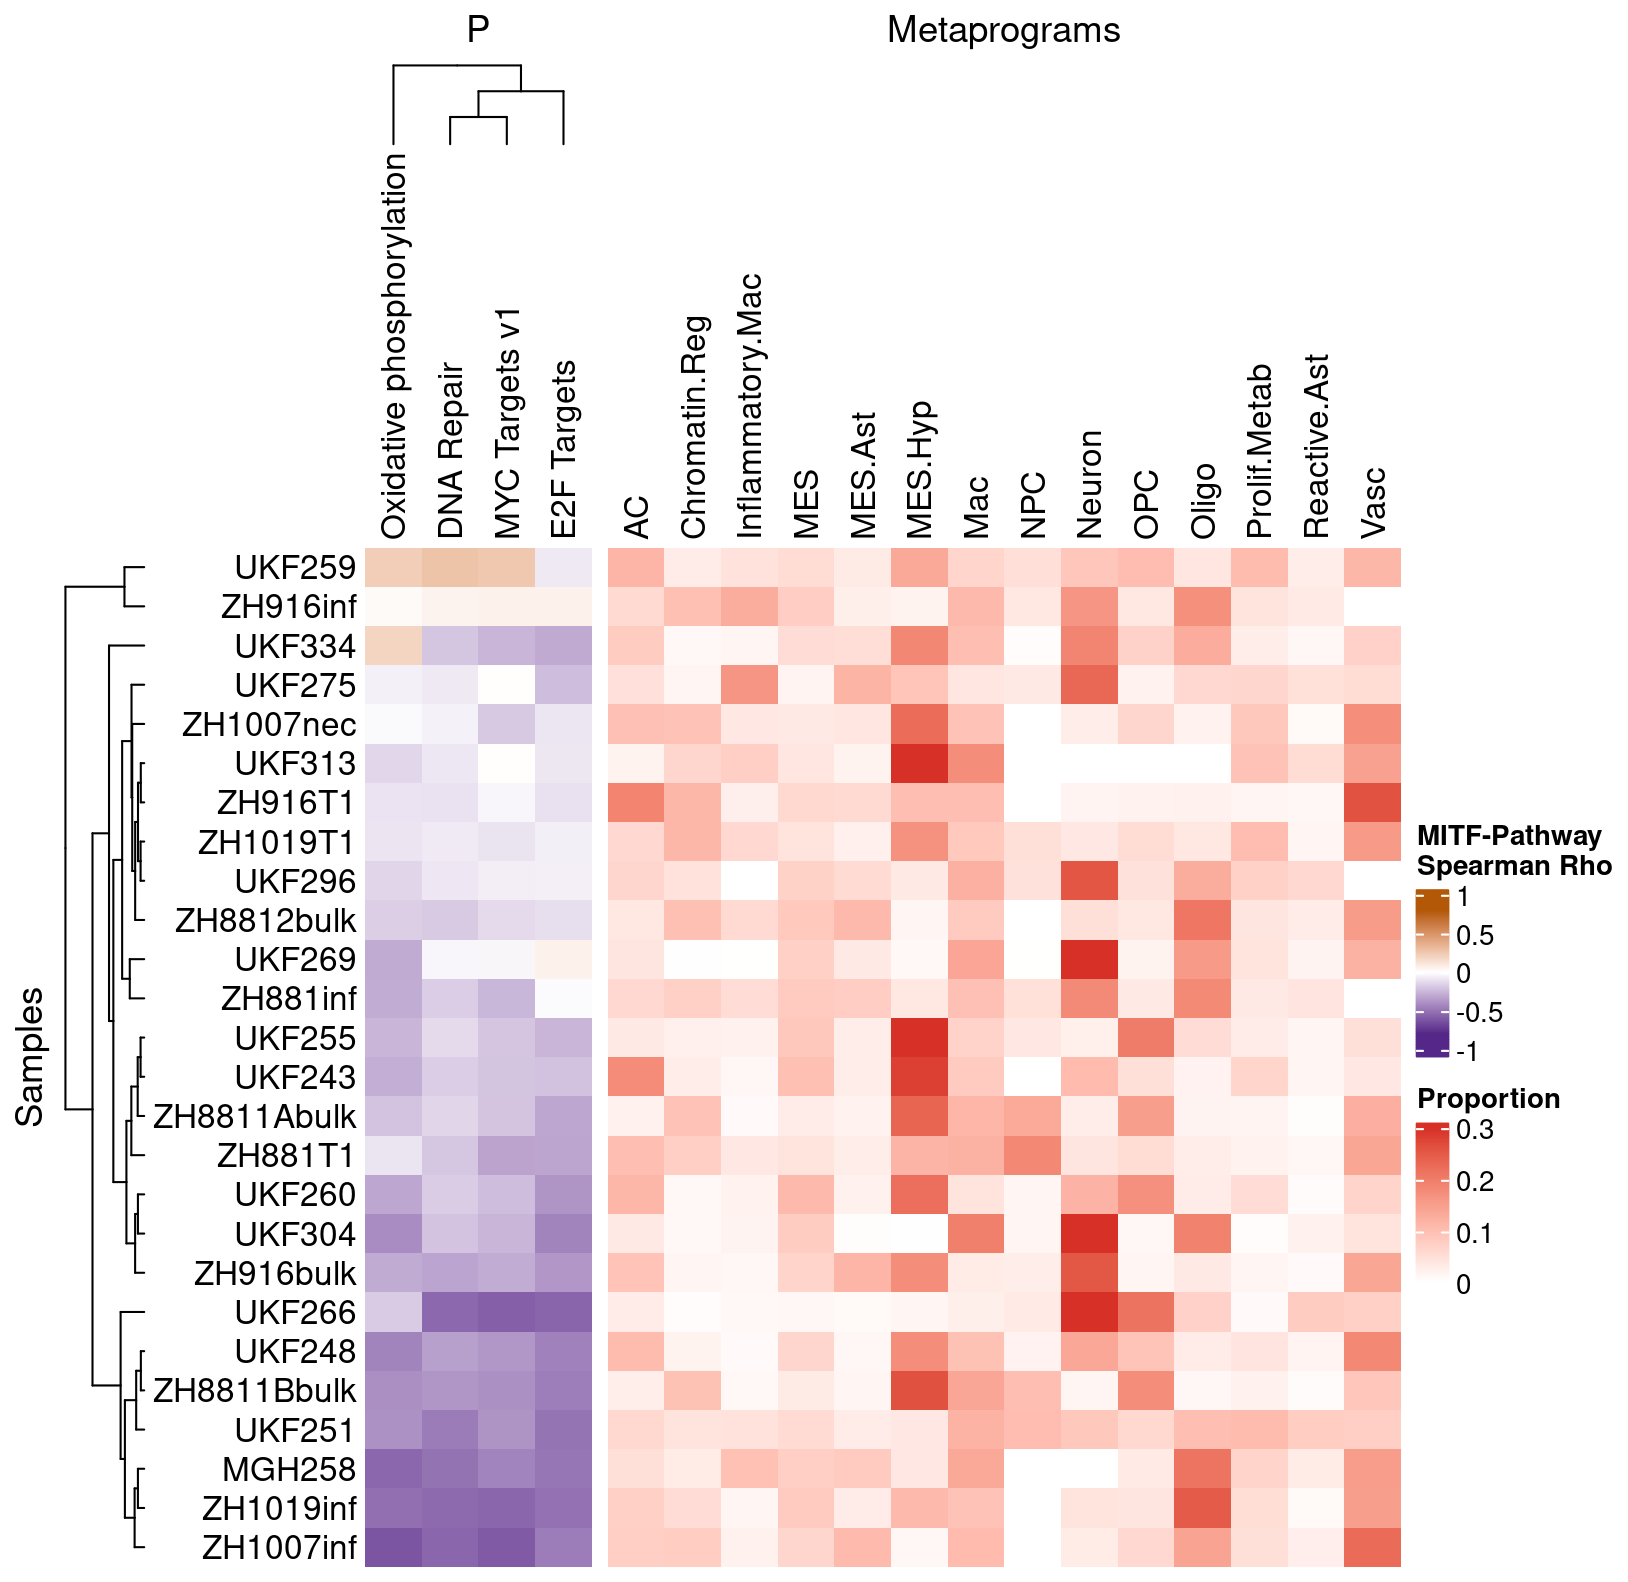 P
Metaprograms
Oxidative phosphorylation
DNA Repair
MYC Targets v1
E2F Targets
AC
Chromatin.Reg
Inflammatory.Mac
MES
MES.Ast
MES.Hyp
Mac
NPC
Neuron
OPC
Oligo
Prolif.Metab
Reactive.Ast
Vasc
Samples
UKF259
ZH916inf
UKF334
UKF275
ZH1007nec
UKF313
ZH916T1
ZH1019T1
UKF296
ZH8812bulk
UKF269
ZH881inf
UKF255
UKF243
ZH8811Abulk
ZH881T1
UKF260
UKF304
ZH916bulk
UKF266
UKF248
ZH8811Bbulk
UKF251
MGH258
ZH1019inf
ZH1007inf
MITF-Pathway
Spearman Rho
1
0.5
0
-0.5
-1
Proportion
0.3
0.2
0.1
0